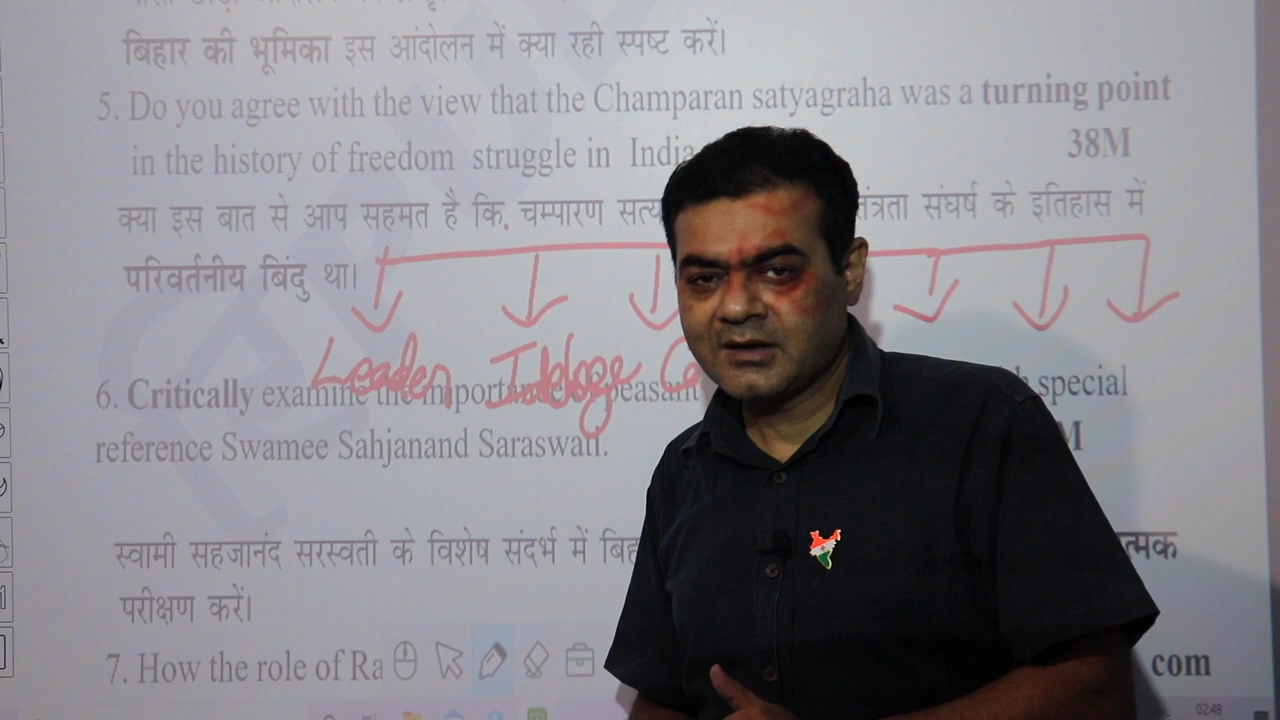 बिहार की भूमिका इस आंदोलन में क्या रही स्पष्ट करें।
5. Do you agree with the view that the Champaran satyagraha was a turning point
in the history of freedom struggle in India 38M
क्या इस बात से आप सहमत है कि, चम्पारण संघर्ष के इतिहास में
परिवर्तनीय बिंदु था।
Leader
6. Critically examine the peasant special
reference Swamee Sahjanand Saraswati. M
स्वामी सहजानंद सरस्वती के विशेष संदर्भ में
परीक्षण करें।
7. How the role of Ra com
02:48